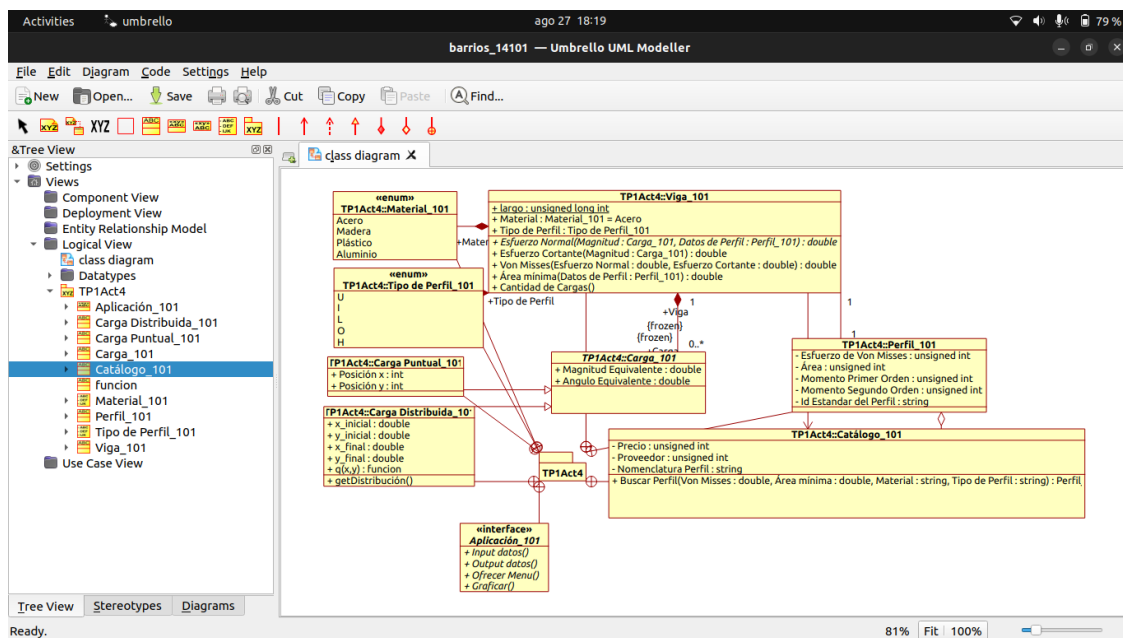 Activities
umbrello
ago 27 18:19
79 %
barrios_14101 — Umbrello UML Modeller
File Edit Diagram Code Settings Help
New Open... Save Cut Copy Paste Find...
XYZ
&Tree View
class diagram
Settings
Views
Component View
Deployment View
Entity Relationship Model
Logical View
class diagram
Datatypes
TP1Act4
Aplicación_101
Carga Distribuida_101
Carga Puntual_101
Carga_101
Catálogo_101
funcion
Material_101
Perfil_101
Tipo de Perfil_101
Viga_101
Use Case View
«enum»
TP1Act4::Material_101
Acero
Madera
Plástico
Aluminio
TP1Act4::Viga_101
+ largo : unsigned long int
+ Material : Material_101 = Acero
+ Tipo de Perfil : Tipo de Perfil_101
+ Esfuerzo Normal(Magnitud : Carga_101, Datos de Perfil : Perfil_101) : double
+ Esfuerzo Cortante(Magnitud : Carga_101) : double
+ Von Misses(Esfuerzo Normal : double, Esfuerzo Cortante : double) : double
+ Área mínima(Datos de Perfil : Perfil_101) : double
+ Cantidad de Cargas()
+Mater
«enum»
TP1Act4::Tipo de Perfil_101
U
I
L
O
H
+Tipo de Perfil
1
+Viga
{frozen}
{frozen}
0..*
+Carga
1
1
TP1Act4::Carga Puntual_101
+ Posición x : int
+ Posición y : int
TP1Act4::Carga_101
+ Magnitud Equivalente : double
+ Angulo Equivalente : double
TP1Act4::Perfil_101
- Esfuerzo de Von Misses : unsigned int
- Área : unsigned int
- Momento Primer Orden : unsigned int
- Momento Segundo Orden : unsigned int
- Id Estandar del Perfil : string
TP1Act4::Carga Distribuida_10
+ x_inicial : double
+ y_inicial : double
+ x_final : double
+ y_final : double
+ q(x,y) : funcion
+ getDistribución()
TP1Act4
TP1Act4::Catálogo_101
- Precio : unsigned int
- Proveedor : unsigned int
- Nomenclatura Perfil : string
+ Buscar Perfil(Von Misses : double, Área mínima : double, Material : string, Tipo de Perfil : string) : Perfil
«interface»
Aplicación_101
+ Input datos()
+ Output datos()
+ Ofrecer Menu()
+ Graficar()
Tree View Stereotypes Diagrams
Ready.
81% Fit 100%